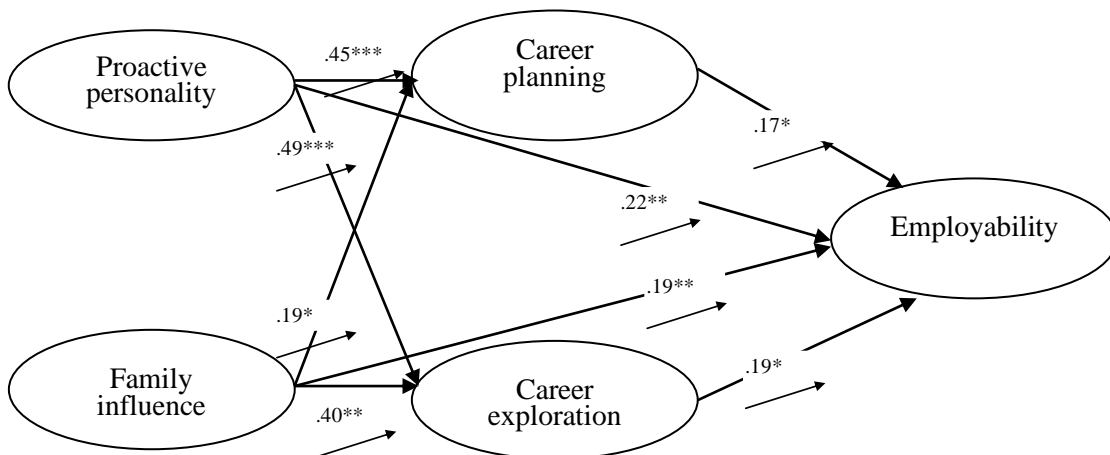 Proactive
personality
.45***
Career
planning
.49***
.17*
.22**
Employability
.19*
.19**
Family
influence
.40**
Career
exploration
.19*